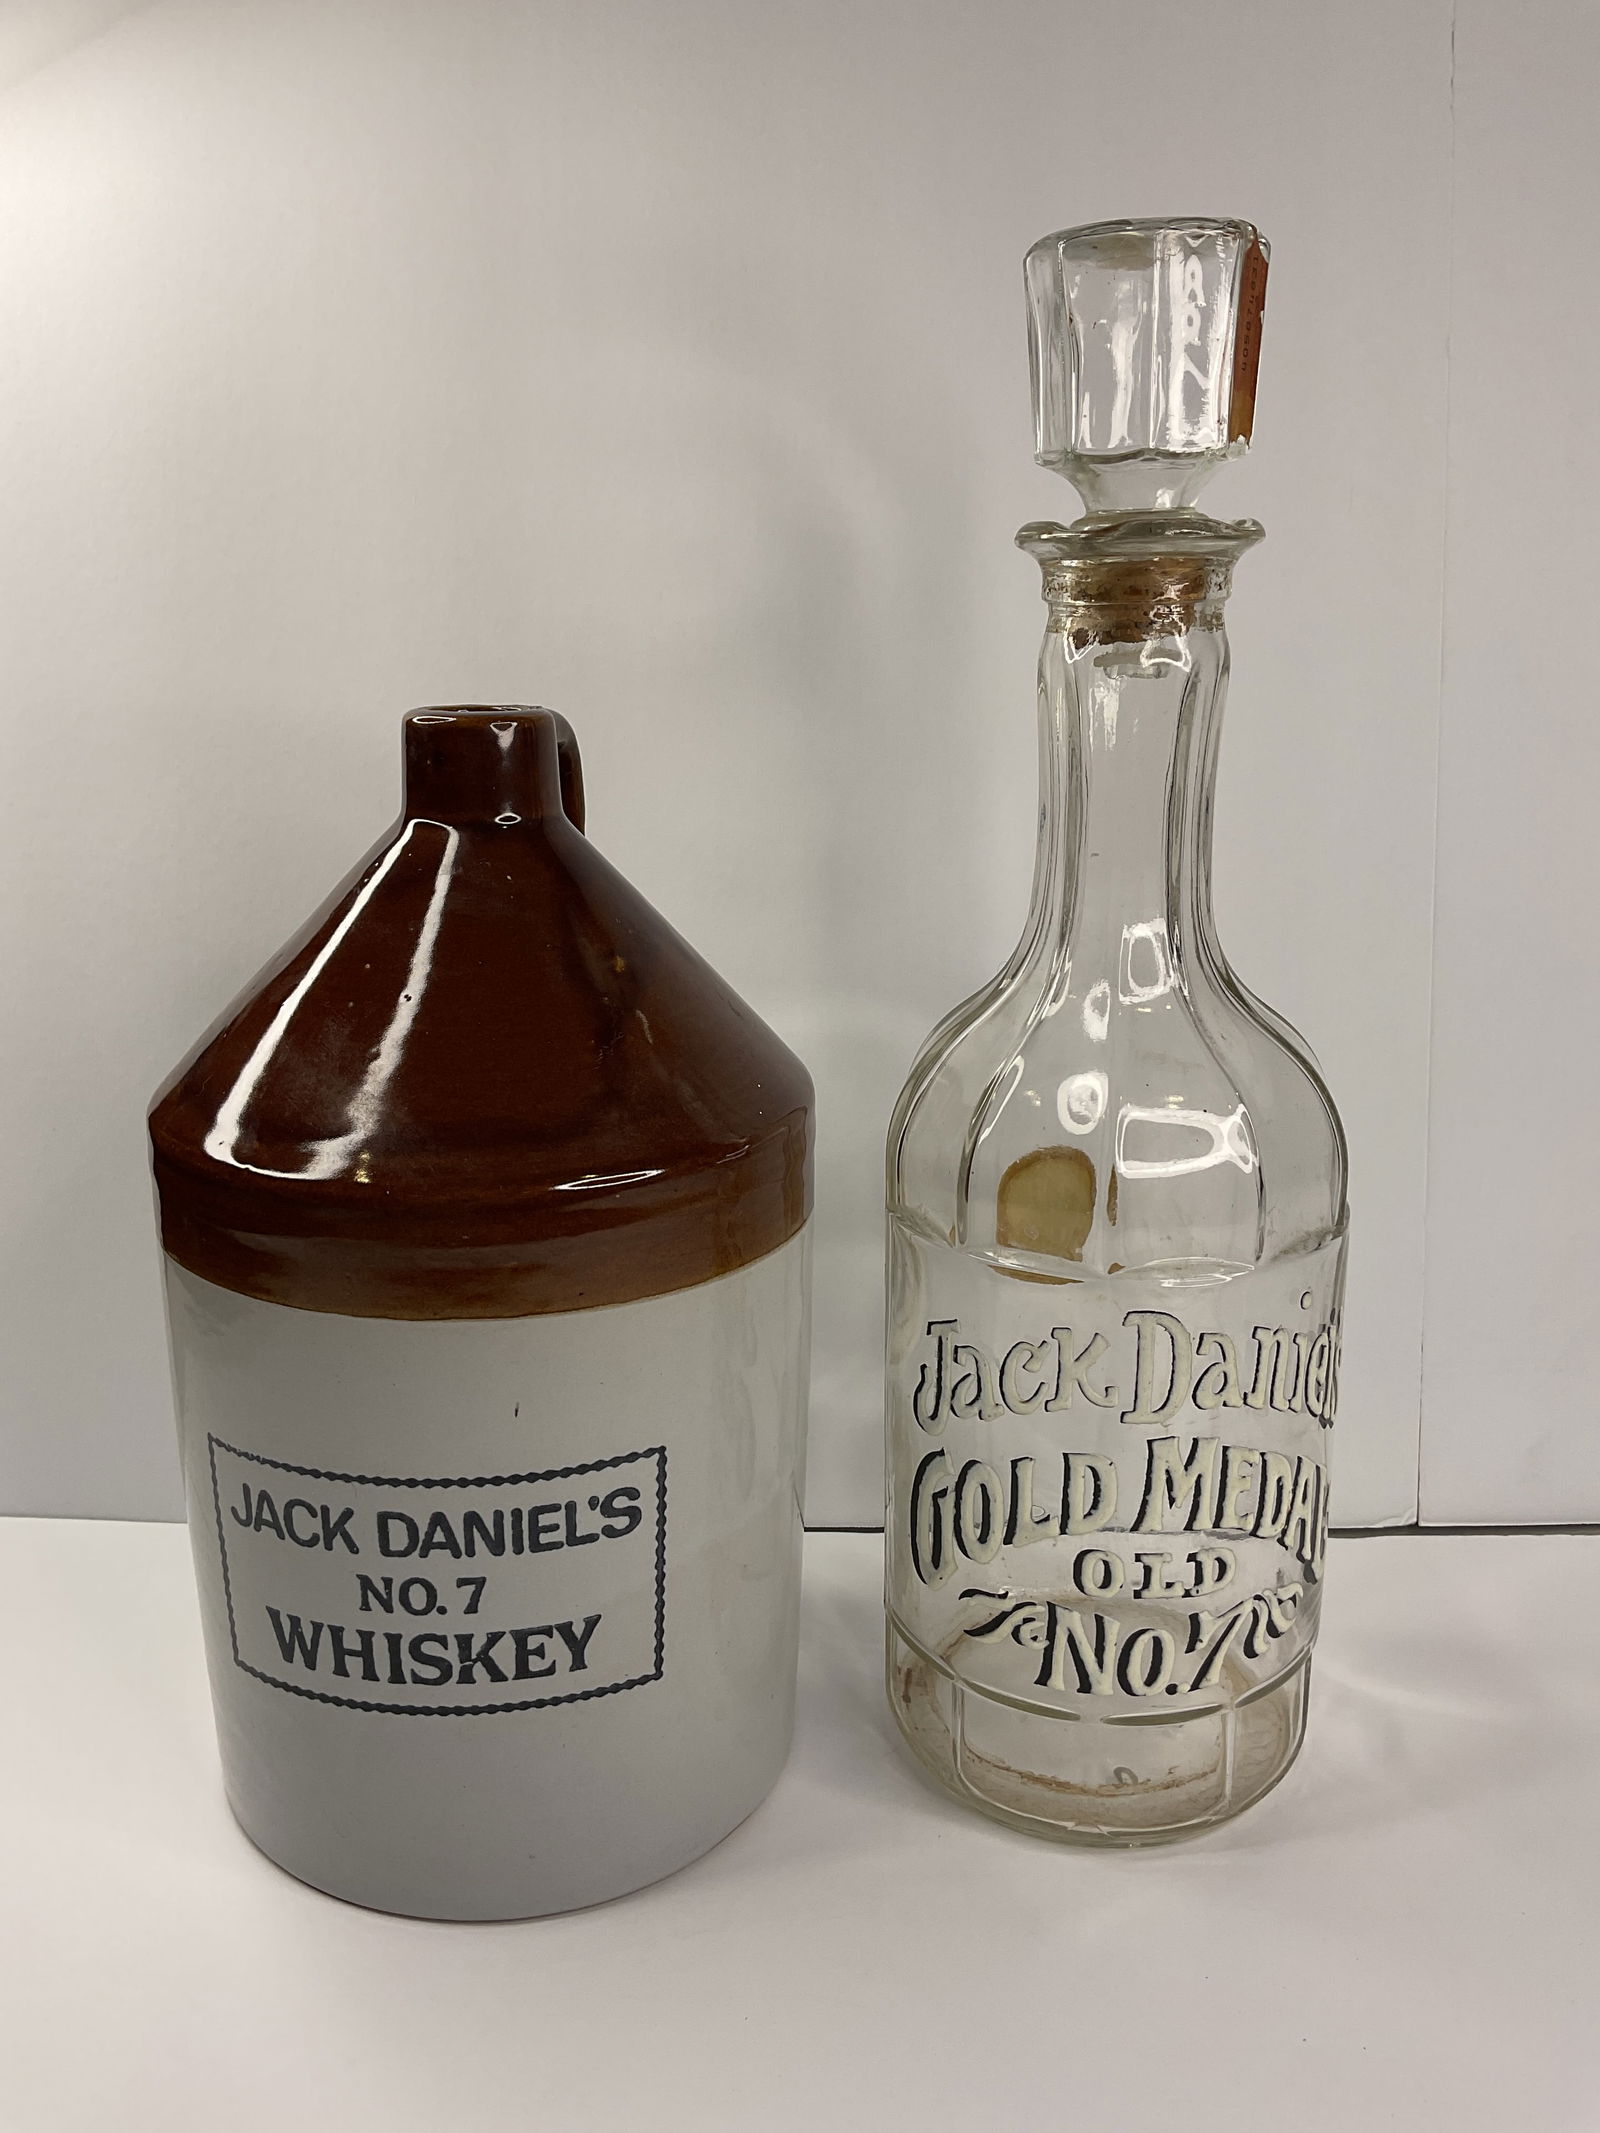 JACK DANIEL'S
NO. 7
WHISKEY
Jack Daniel's
GOLD MEDAL
OLD
NO. 7